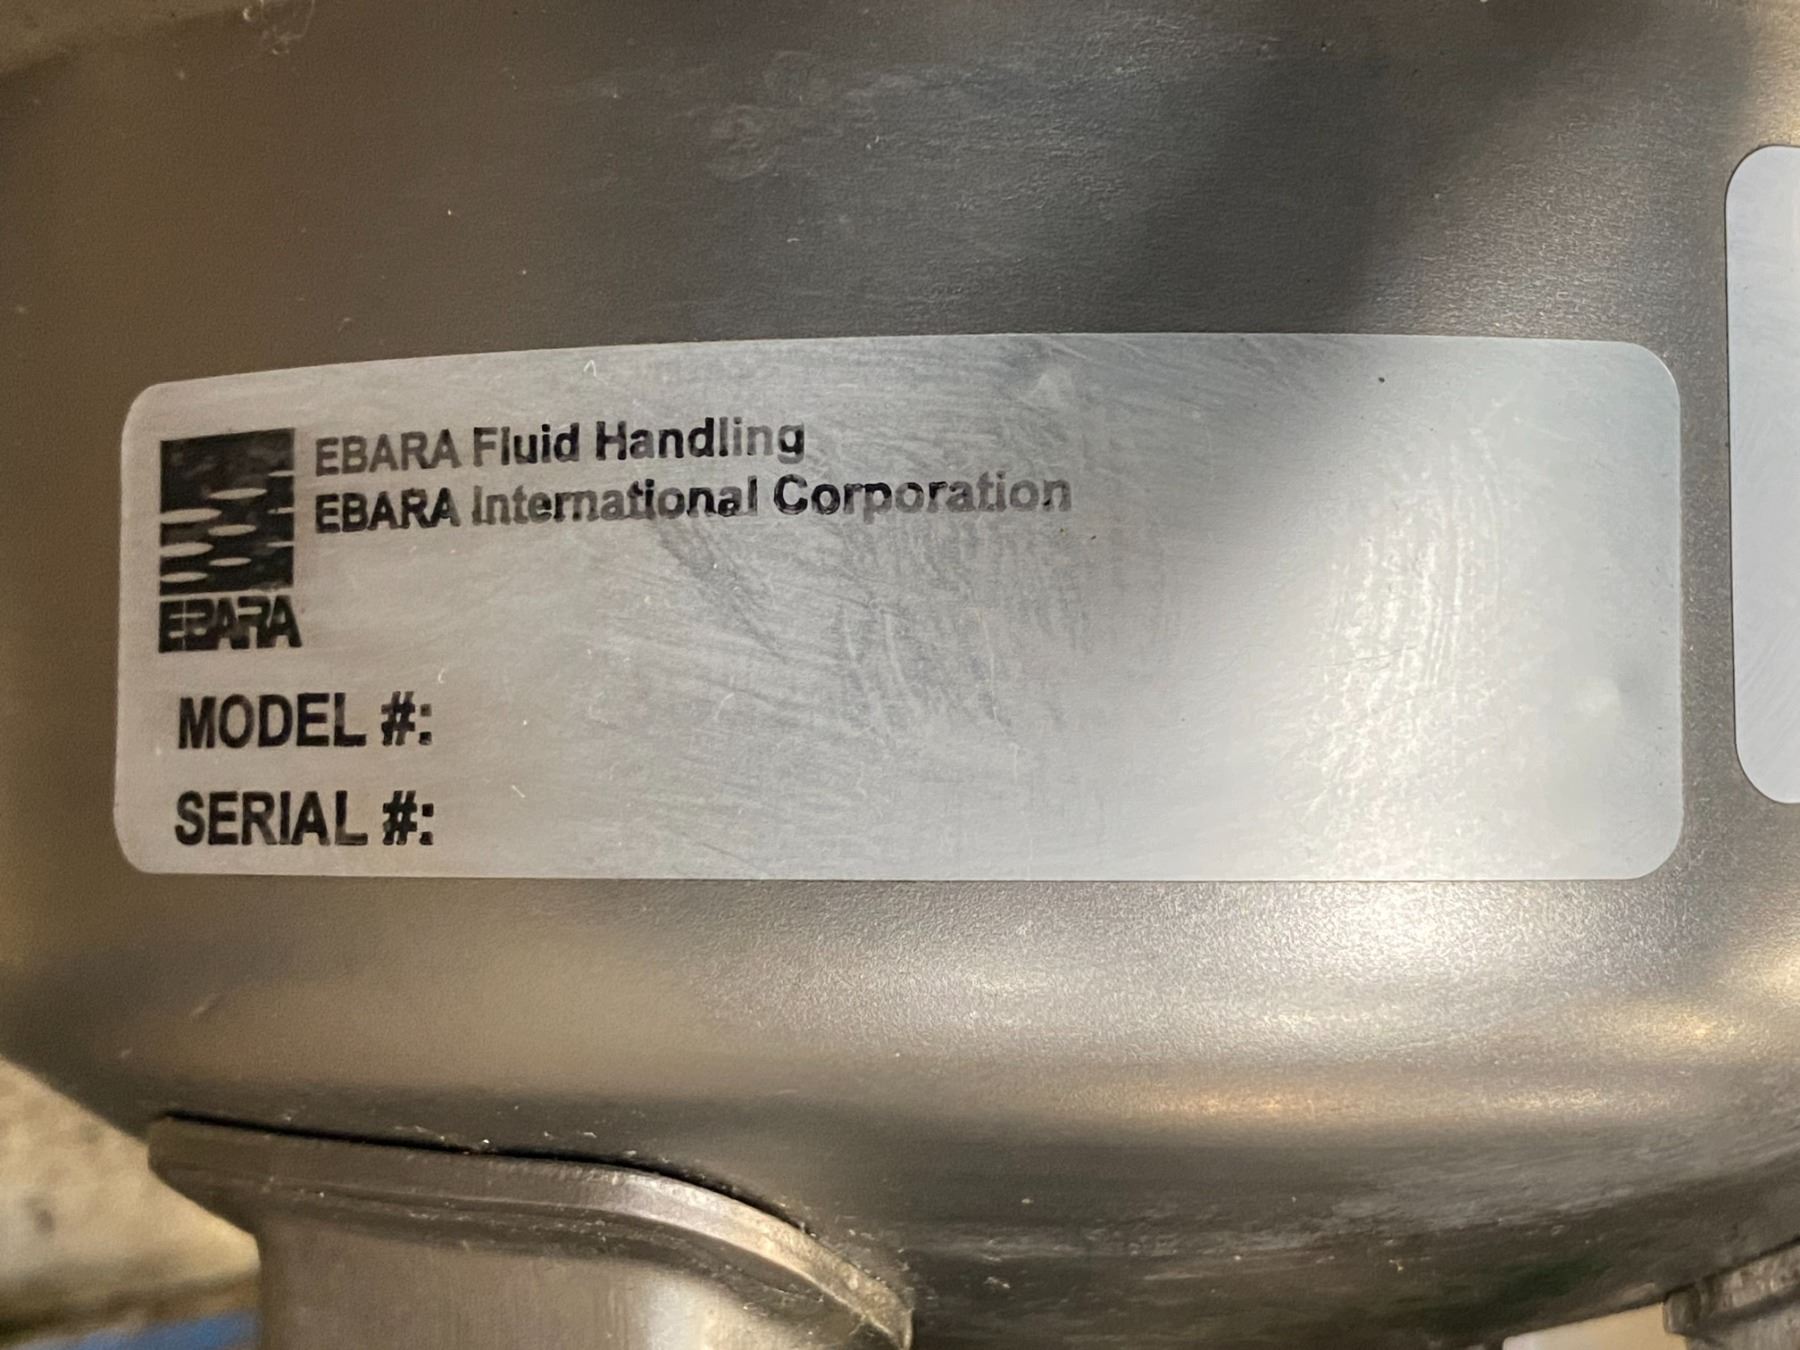 EBARA Fluid Handling
EBARA International Corporation
EBARA
MODEL #:
SERIAL #: